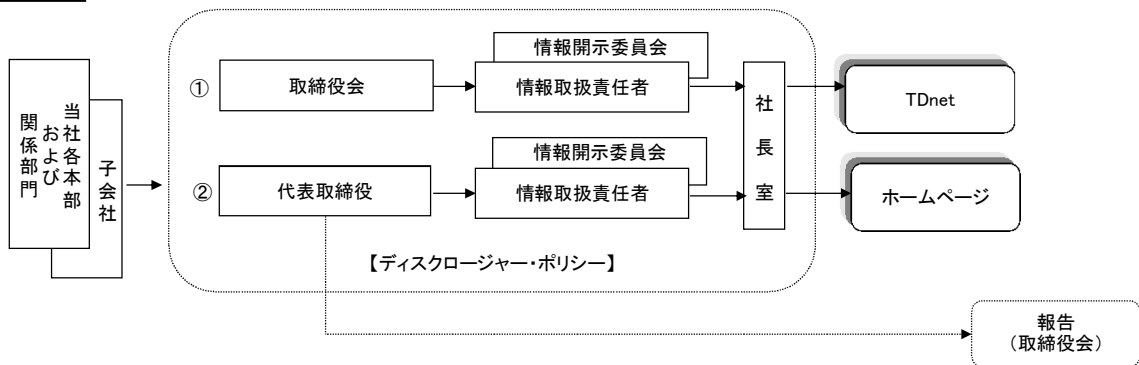 当社各本部
および
関係部門
子会社
①
取締役会
情報開示委員会
情報取扱責任者
②
代表取締役
情報開示委員会
情報取扱責任者
社長室
TDnet
ホームページ
【ディスクロージャー・ポリシー】
報告
（取締役会）